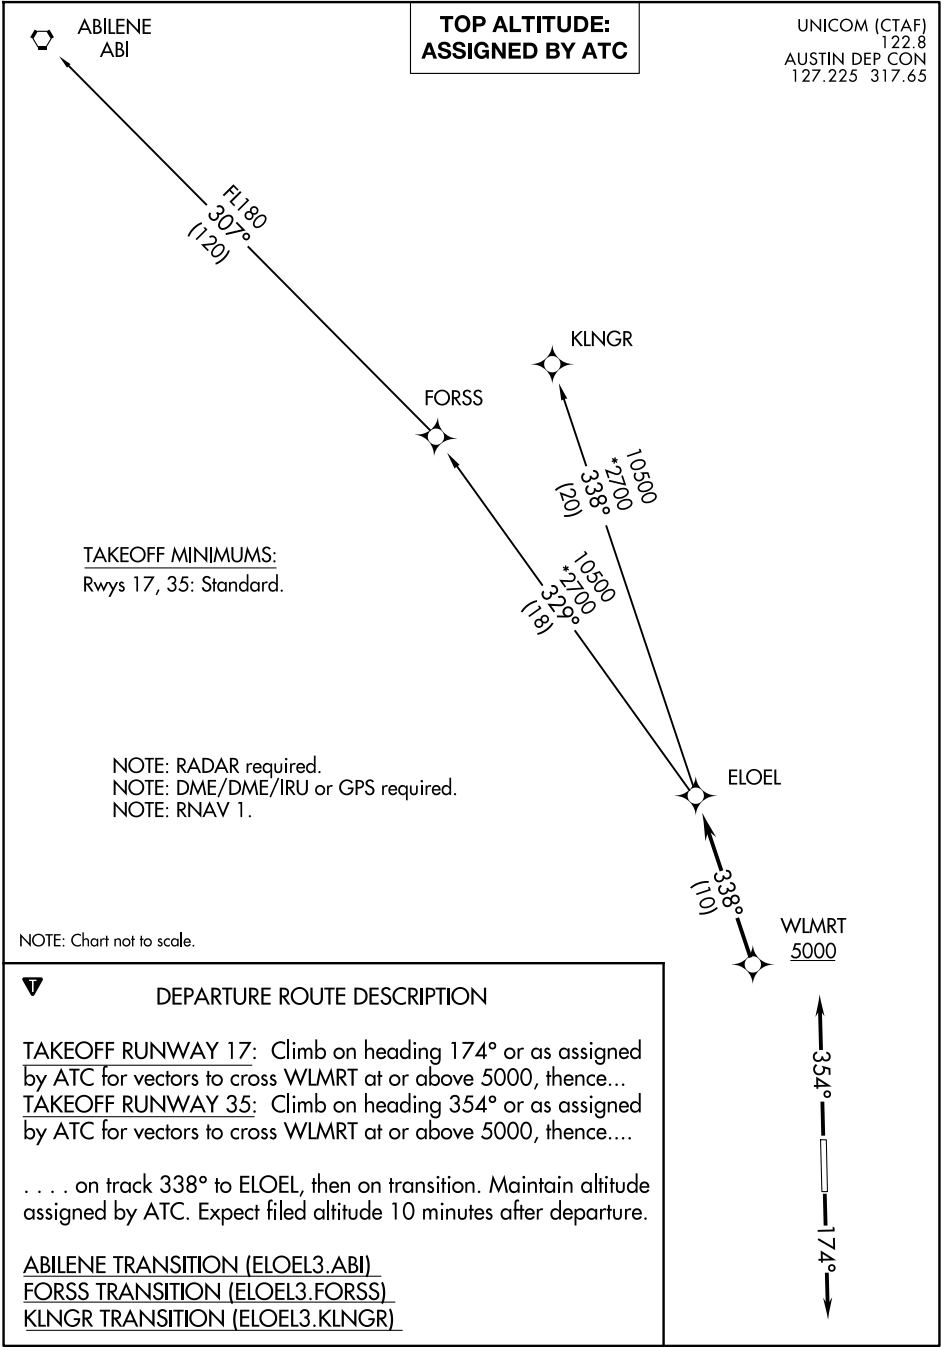 ABILENE
ABI
TOP ALTITUDE:
ASSIGNED BY ATC
UNICOM (CTAF)
122.8
AUSTIN DEP CON
127.225 317.65
FL180
307°
(120)
KLNGR
FORSS
10500
*2700
338°
(20)
TAKEOFF MINIMUMS:
Rwys 17, 35: Standard.
10500
*2700
329°
(18)
NOTE: RADAR required.
NOTE: DME/DME/IRU or GPS required.
NOTE: RNAV 1.
ELOEL
338°
(10)
WLMRT
5000
NOTE: Chart not to scale.
T
DEPARTURE ROUTE DESCRIPTION
TAKEOFF RUNWAY 17: Climb on heading 174° or as assigned
by ATC for vectors to cross WLMRT at or above 5000, thence...
TAKEOFF RUNWAY 35: Climb on heading 354° or as assigned
by ATC for vectors to cross WLMRT at or above 5000, thence....
. . . . on track 338° to ELOEL, then on transition. Maintain altitude
assigned by ATC. Expect filed altitude 10 minutes after departure.
ABILENE TRANSITION (ELOEL3.ABI)
FORSS TRANSITION (ELOEL3.FORSS)
KLNGR TRANSITION (ELOEL3.KLNGR)
354°
174°